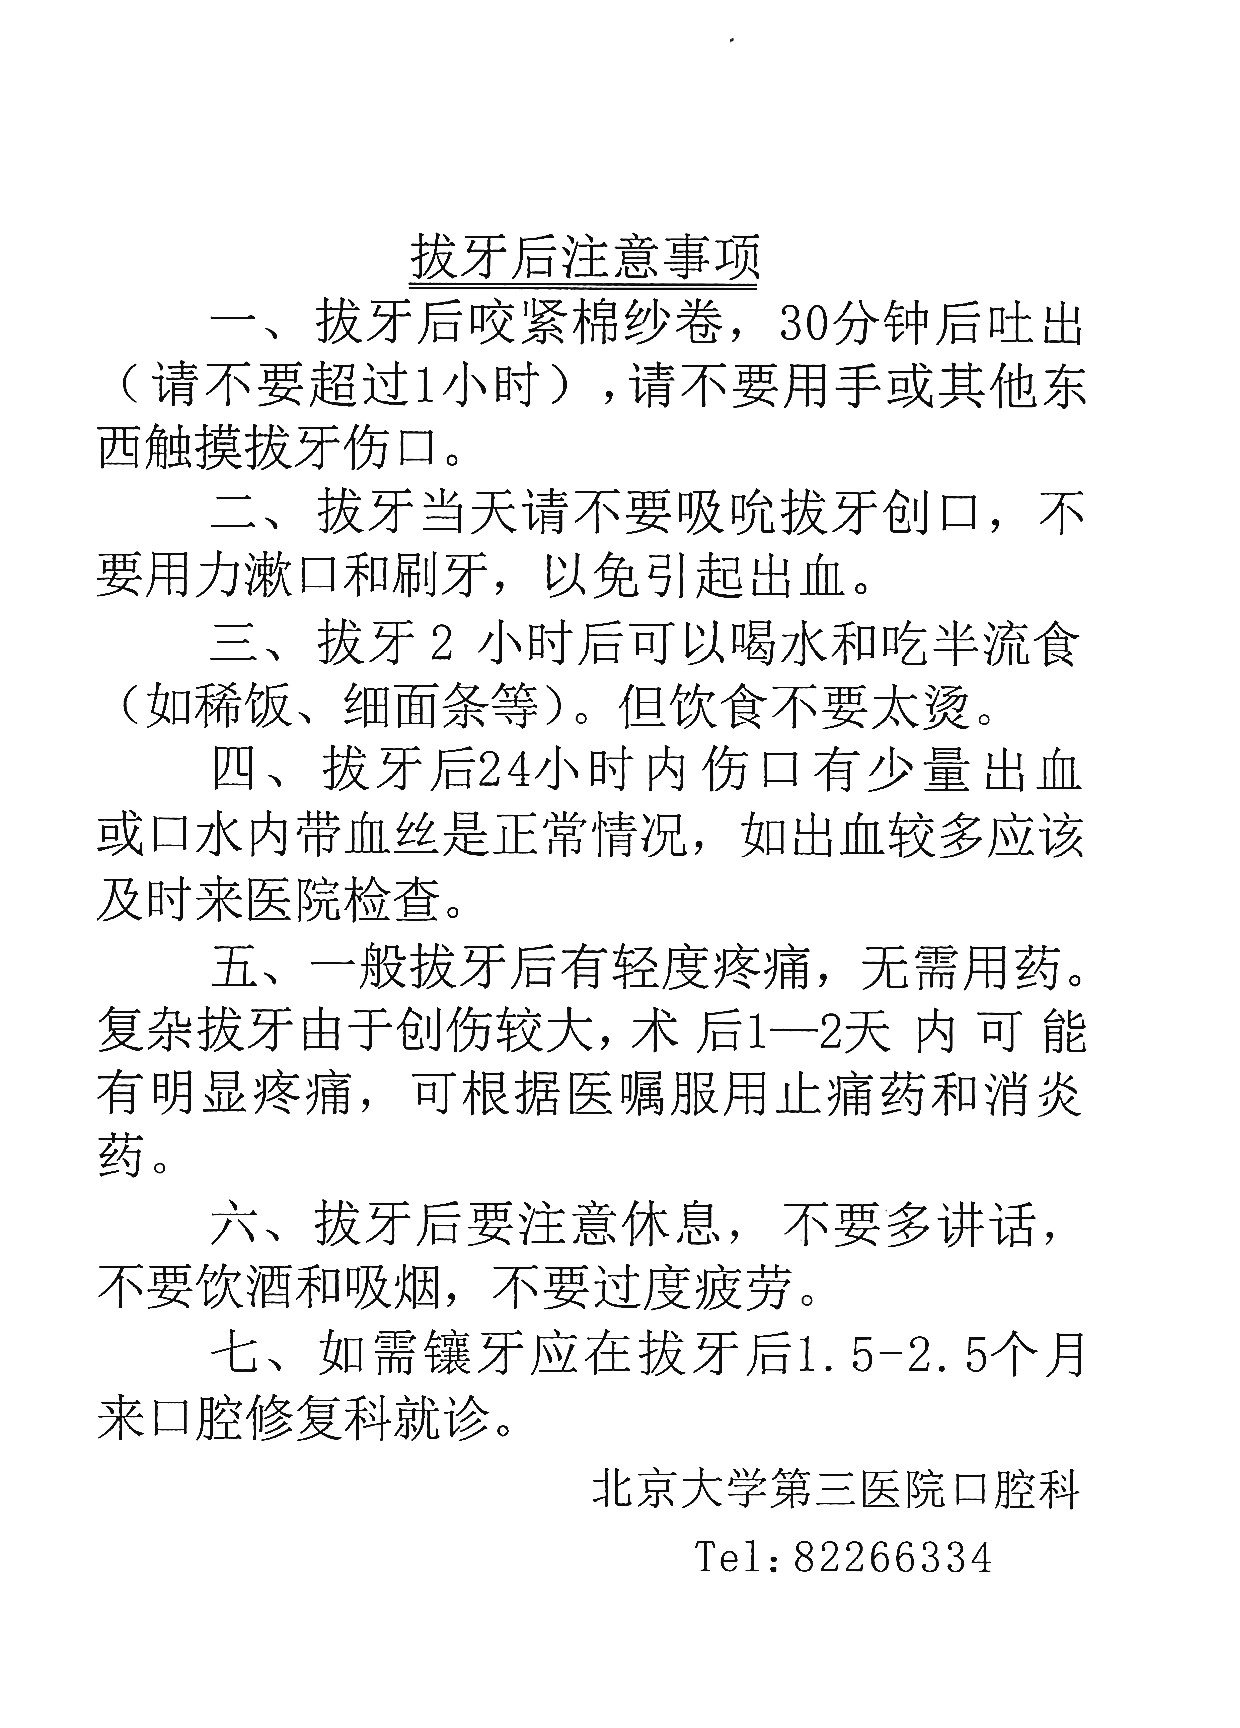 拔牙后注意事项
一、拔牙后咬紧棉纱卷，30分钟后吐出
（请不要超过1小时）,请不要用手或其他东
西触摸拔牙伤口。
二、拔牙当天请不要吸吮拔牙创口，不
要用力漱口和刷牙，以免引起出血。
三、拔牙 2 小时后可以喝水和吃半流食
（如稀饭、细面条等）。但饮食不要太烫。
四、拔牙后24小时内伤口有少量出血
或口水内带血丝是正常情况，如出血较多应该
及时来医院检查。
五、一般拔牙后有轻度疼痛，无需用药。
复杂拔牙由于创伤较大，术后1—2天内可能
有明显疼痛，可根据医嘱服用止痛药和消炎
药。
六、拔牙后要注意休息，不要多讲话，
不要饮酒和吸烟，不要过度疲劳。
七、如需镶牙应在拔牙后1.5-2.5个月
来口腔修复科就诊。
北京大学第三医院口腔科
Tel:82266334